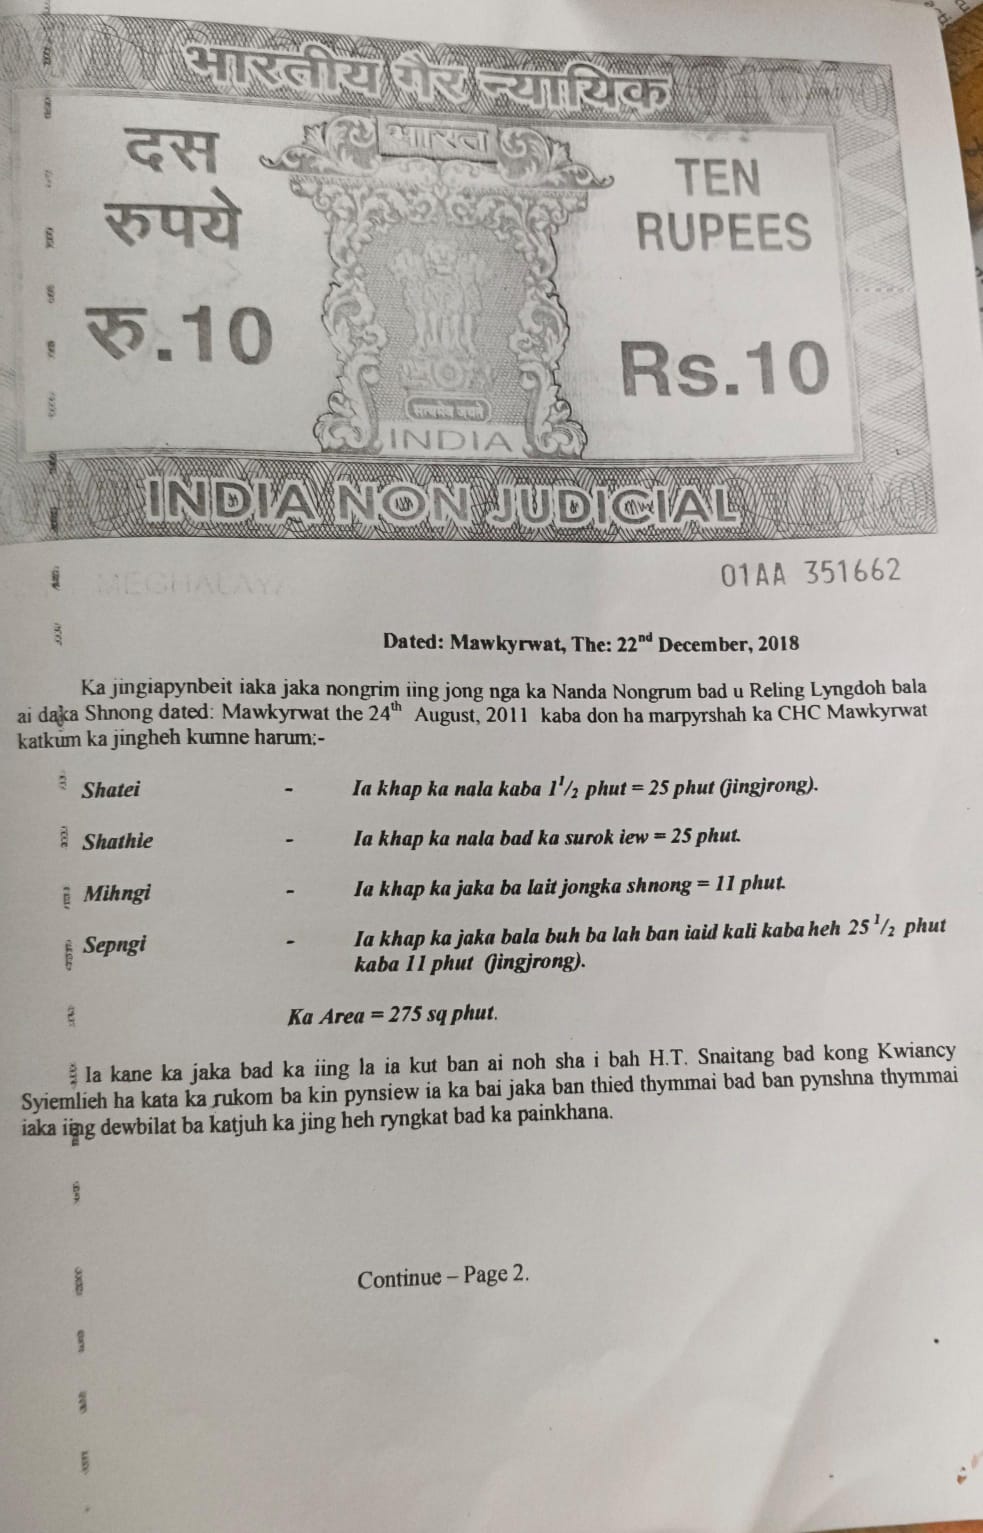 भारतीय गैर न्यायिक
भारत
दस
रुपये
रु.10
TEN
RUPEES
Rs.10
सत्यमेव जयते
INDIA
INDIA NON JUDICIAL
MEGHALAYA
01AA 351662
Dated: Mawkyrwat, The: 22nd December, 2018
Ka jingiapynbeit iaka jaka nongrim iing jong nga ka Nanda Nongrum bad u Reling Lyngdoh bala
ai daka Shnong dated: Mawkyrwat the 24th August, 2011 kaba don ha marpyrshah ka CHC Mawkyrwat
katkum ka jingheh kumne harum:-
Shatei - Ia khap ka nala kaba 1 1/2 phut = 25 phut (jingjrong).
Shathie - Ia khap ka nala bad ka surok iew = 25 phut.
Mihngi - Ia khap ka jaka ba lait jongka shnong = 11 phut.
Sepngi - Ia khap ka jaka bala buh ba lah ban iaid kali kaba heh 25 1/2 phut
kaba 11 phut (jingjrong).
Ka Area = 275 sq phut.
Ia kane ka jaka bad ka iing la ia kut ban ai noh sha i bah H.T. Snaitang bad kong Kwiancy
Syiemlieh ha kata ka rukom ba kin pynsiew ia ka bai jaka ban thied thymmai bad ban pynshna thymmai
iaka iing dewbilat ba katjuh ka jing heh ryngkat bad ka painkhana.
Continue – Page 2.